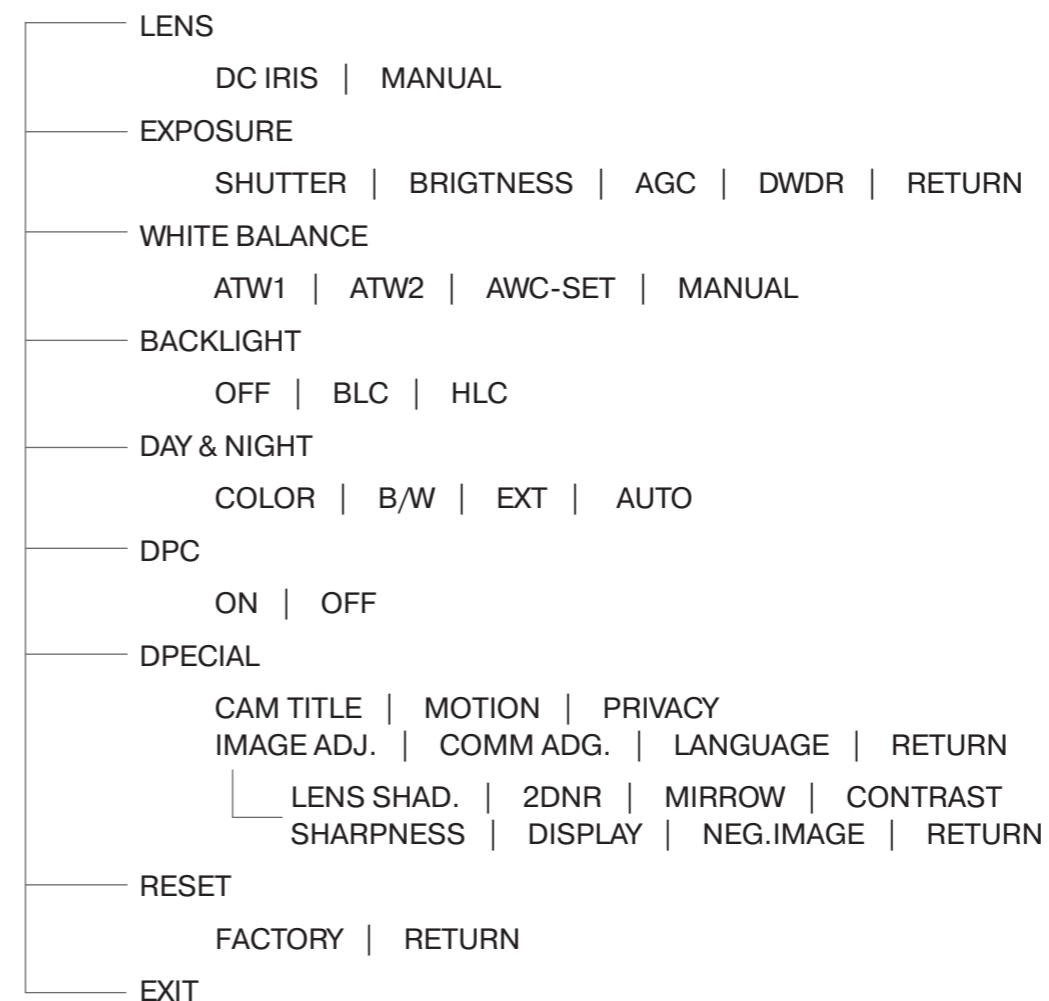 LENS
DC IRIS | MANUAL
EXPOSURE
SHUTTER | BRIGTNESS | AGC | DWDR | RETURN
WHITE BALANCE
ATW1 | ATW2 | AWC-SET | MANUAL
BACKLIGHT
OFF | BLC | HLC
DAY & NIGHT
COLOR | B/W | EXT | AUTO
DPC
ON | OFF
DPECIAL
CAM TITLE | MOTION | PRIVACY
IMAGE ADJ. | COMM ADG. | LANGUAGE | RETURN
LENS SHAD. | 2DNR | MIRROW | CONTRAST
SHARPNESS | DISPLAY | NEG.IMAGE | RETURN
RESET
FACTORY | RETURN
EXIT